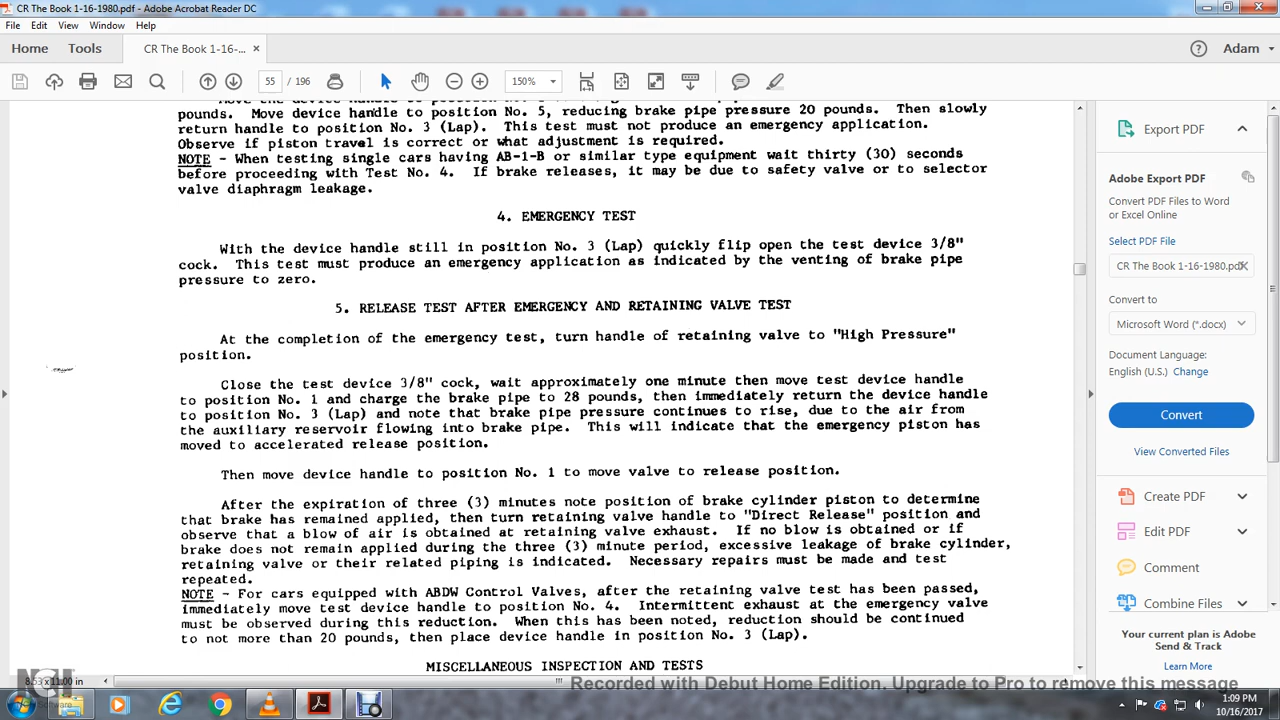 CR The Book 1-16-1980.pdf - Adobe Acrobat Reader DC
File Edit View Window Help
Home Tools CR The Book 1-16-... × Adam
55 / 196 150%
pounds. Move device handle to position No. 5, reducing brake pipe pressure 20 pounds. Then slowly
return handle to position No. 3 (Lap). This test must not produce an emergency application.
Observe if piston travel is correct or what adjustment is required.
NOTE - When testing single cars having AB-1-B or similar type equipment wait thirty (30) seconds
before proceeding with Test No. 4. If brake releases, it may be due to safety valve or to selector
valve diaphragm leakage.
4. EMERGENCY TEST
With the device handle still in position No. 3 (Lap) quickly flip open the test device 3/8"
cock. This test must produce an emergency application as indicated by the venting of brake pipe
pressure to zero.
5. RELEASE TEST AFTER EMERGENCY AND RETAINING VALVE TEST
At the completion of the emergency test, turn handle of retaining valve to "High Pressure"
position.
Close the test device 3/8" cock, wait approximately one minute then move test device handle
to position No. 1 and charge the brake pipe to 28 pounds, then immediately return the device handle
to position No. 3 (Lap) and note that brake pipe pressure continues to rise, due to the air from
the auxiliary reservoir flowing into brake pipe. This will indicate that the emergency piston has
moved to accelerated release position.
Then move device handle to position No. 1 to move valve to release position.
After the expiration of three (3) minutes note position of brake cylinder piston to determine
that brake has remained applied, then turn retaining valve handle to "Direct Release" position and
observe that a blow of air is obtained at retaining valve exhaust. If no blow is obtained or if
brake does not remain applied during the three (3) minute period, excessive leakage of brake cylinder,
retaining valve or their related piping is indicated. Necessary repairs must be made and test
repeated.
NOTE - For cars equipped with ABDW Control Valves, after the retaining valve test has been passed,
immediately move test device handle to position No. 4. Intermittent exhaust at the emergency valve
must be observed during this reduction. When this has been noted, reduction should be continued
to not more than 20 pounds, then place device handle in position No. 3 (Lap).
MISCELLANEOUS INSPECTION AND TESTS
8.53 x 11.00 in
Export PDF
Adobe Export PDF
Convert PDF Files to Word
or Excel Online
Select PDF File
CR The Book 1-16-1980.pdf
Convert to
Microsoft Word (*.docx)
Document Language:
English (U.S.) Change
Convert
View Converted Files
Create PDF
Edit PDF
Comment
Combine Files
Your current plan is Adobe
Send & Track
Learn More
NCH
Software
Recorded with Debut Home Edition. Upgrade to Pro to remove this message
1:09 PM
10/16/2017